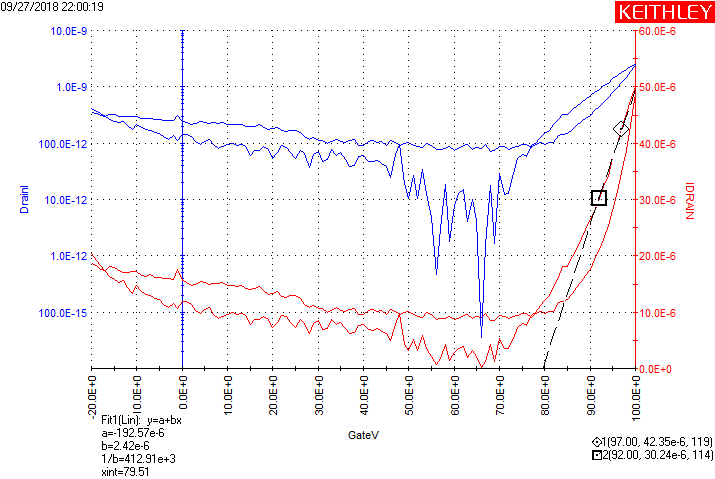 09/27/2018 22:00:19
KEITHLEY
10.0E-9
1.0E-9
100.0E-12
10.0E-12
1.0E-12
100.0E-15
DrainI
60.0E-6
50.0E-6
40.0E-6
30.0E-6
20.0E-6
10.0E-6
0.0E+0
IDRAIN
-20.0E+0
0.0E+0
10.0E+0
20.0E+0
30.0E+0
40.0E+0
50.0E+0
60.0E+0
70.0E+0
80.0E+0
90.0E+0
100.0E+0
GateV
Fit1(Lin): y=a+bx
a=-192.57e-6
b=2.42e-6
1/b=412.91e+3
xint=79.51
1(97.00, 42.35e-6, 119)
2(92.00, 30.24e-6, 114)